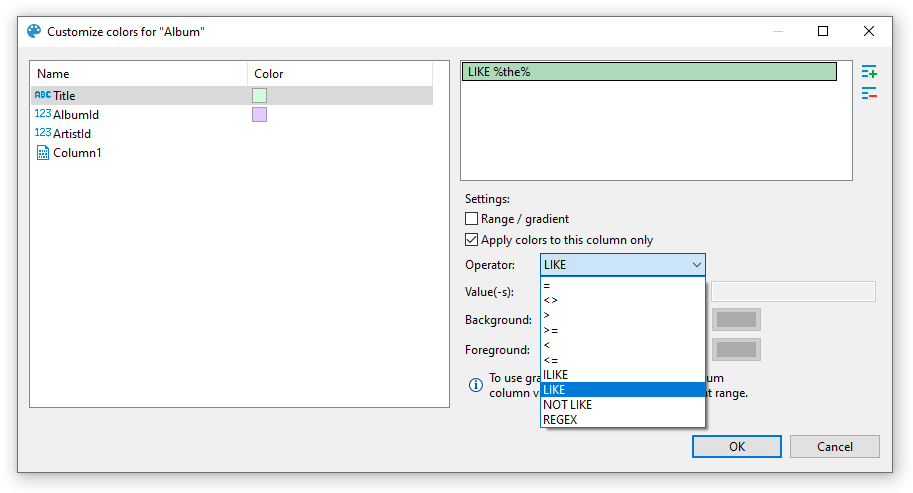 Customize colors for "Album"
Name Color
ABC Title
123 AlbumId
123 ArtistId
Column1
LIKE %the%
Settings:
Range / gradient
Apply colors to this column only
Operator: LIKE
=
<>
>
>=
<
<=
ILIKE
LIKE
NOT LIKE
REGEX
Value(-s):
Background:
Foreground:
To use gra um
column v t range.
OK Cancel